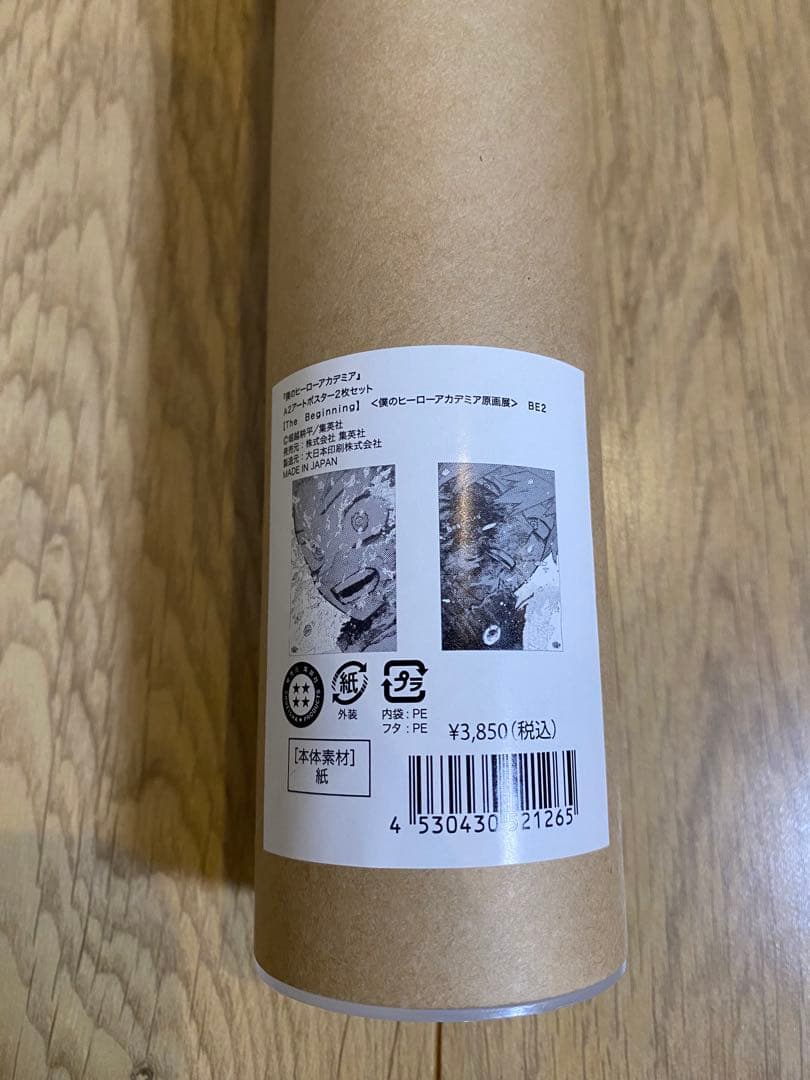 『僕のヒーローアカデミア』
A2アートポスター2枚セット
【The Beginning】 <僕のヒーローアカデミア原画展> BE2
©堀越耕平/集英社
発売元：株式会社 集英社
製造元：大日本印刷株式会社
MADE IN JAPAN
紙
外装
プラ
内袋：PE
フタ：PE
¥3,850(税込)
[本体素材]
紙
4 530430 521265